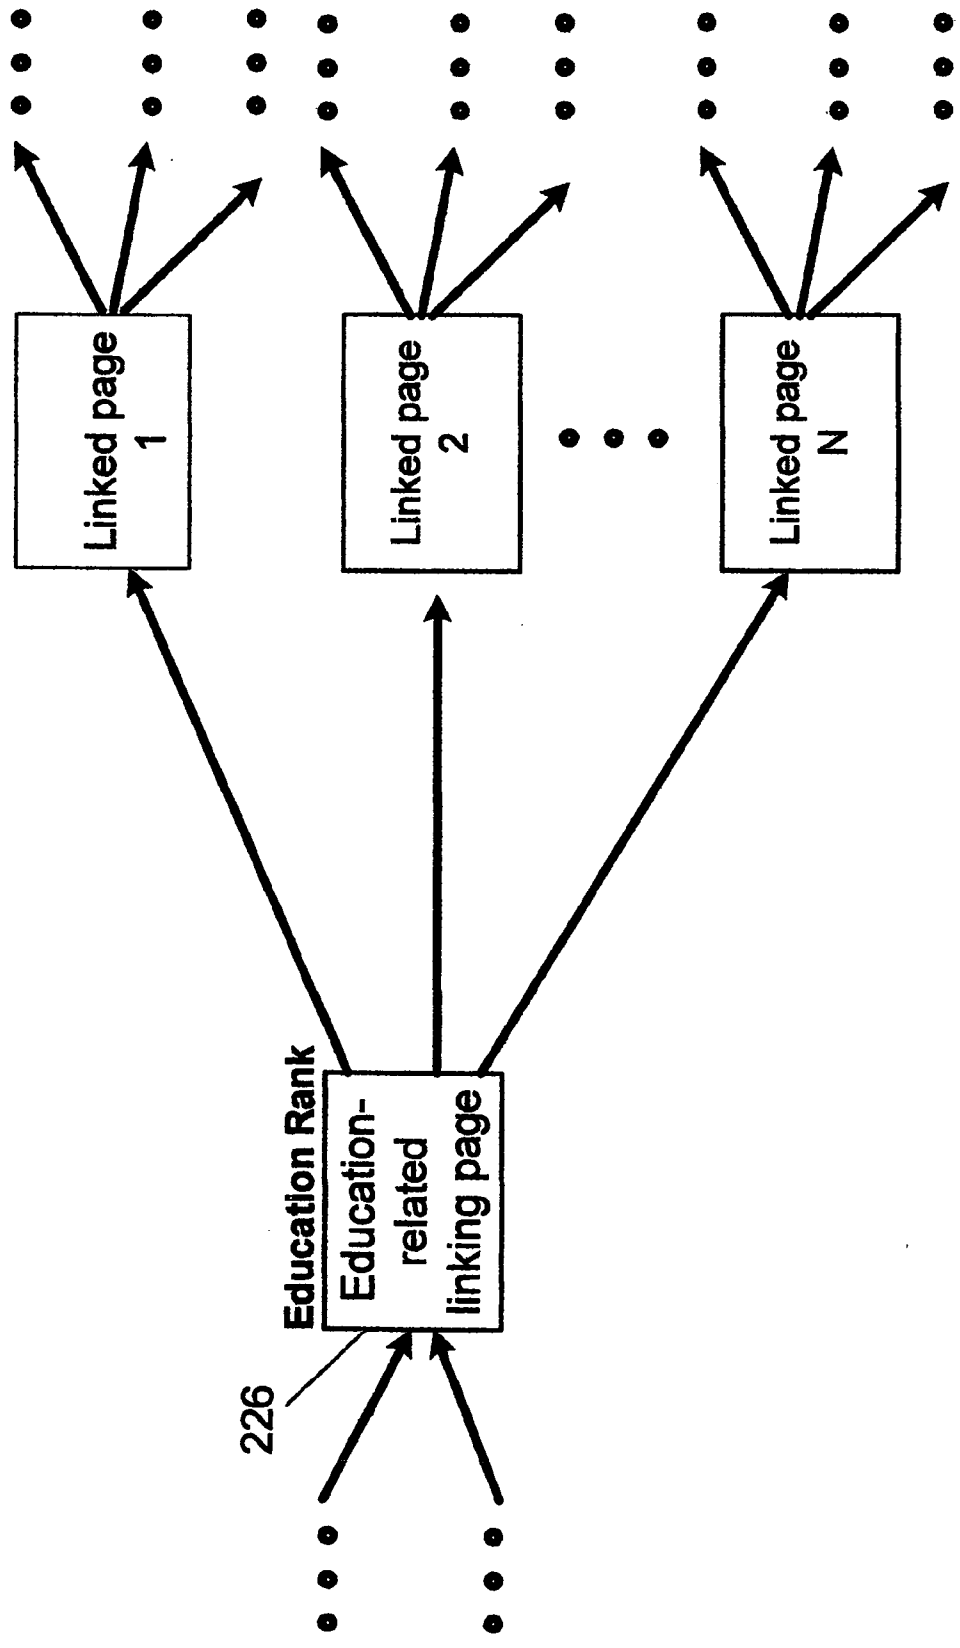 226
Education Rank
Education-
related
linking page
Linked page
1
Linked page
2
Linked page
N